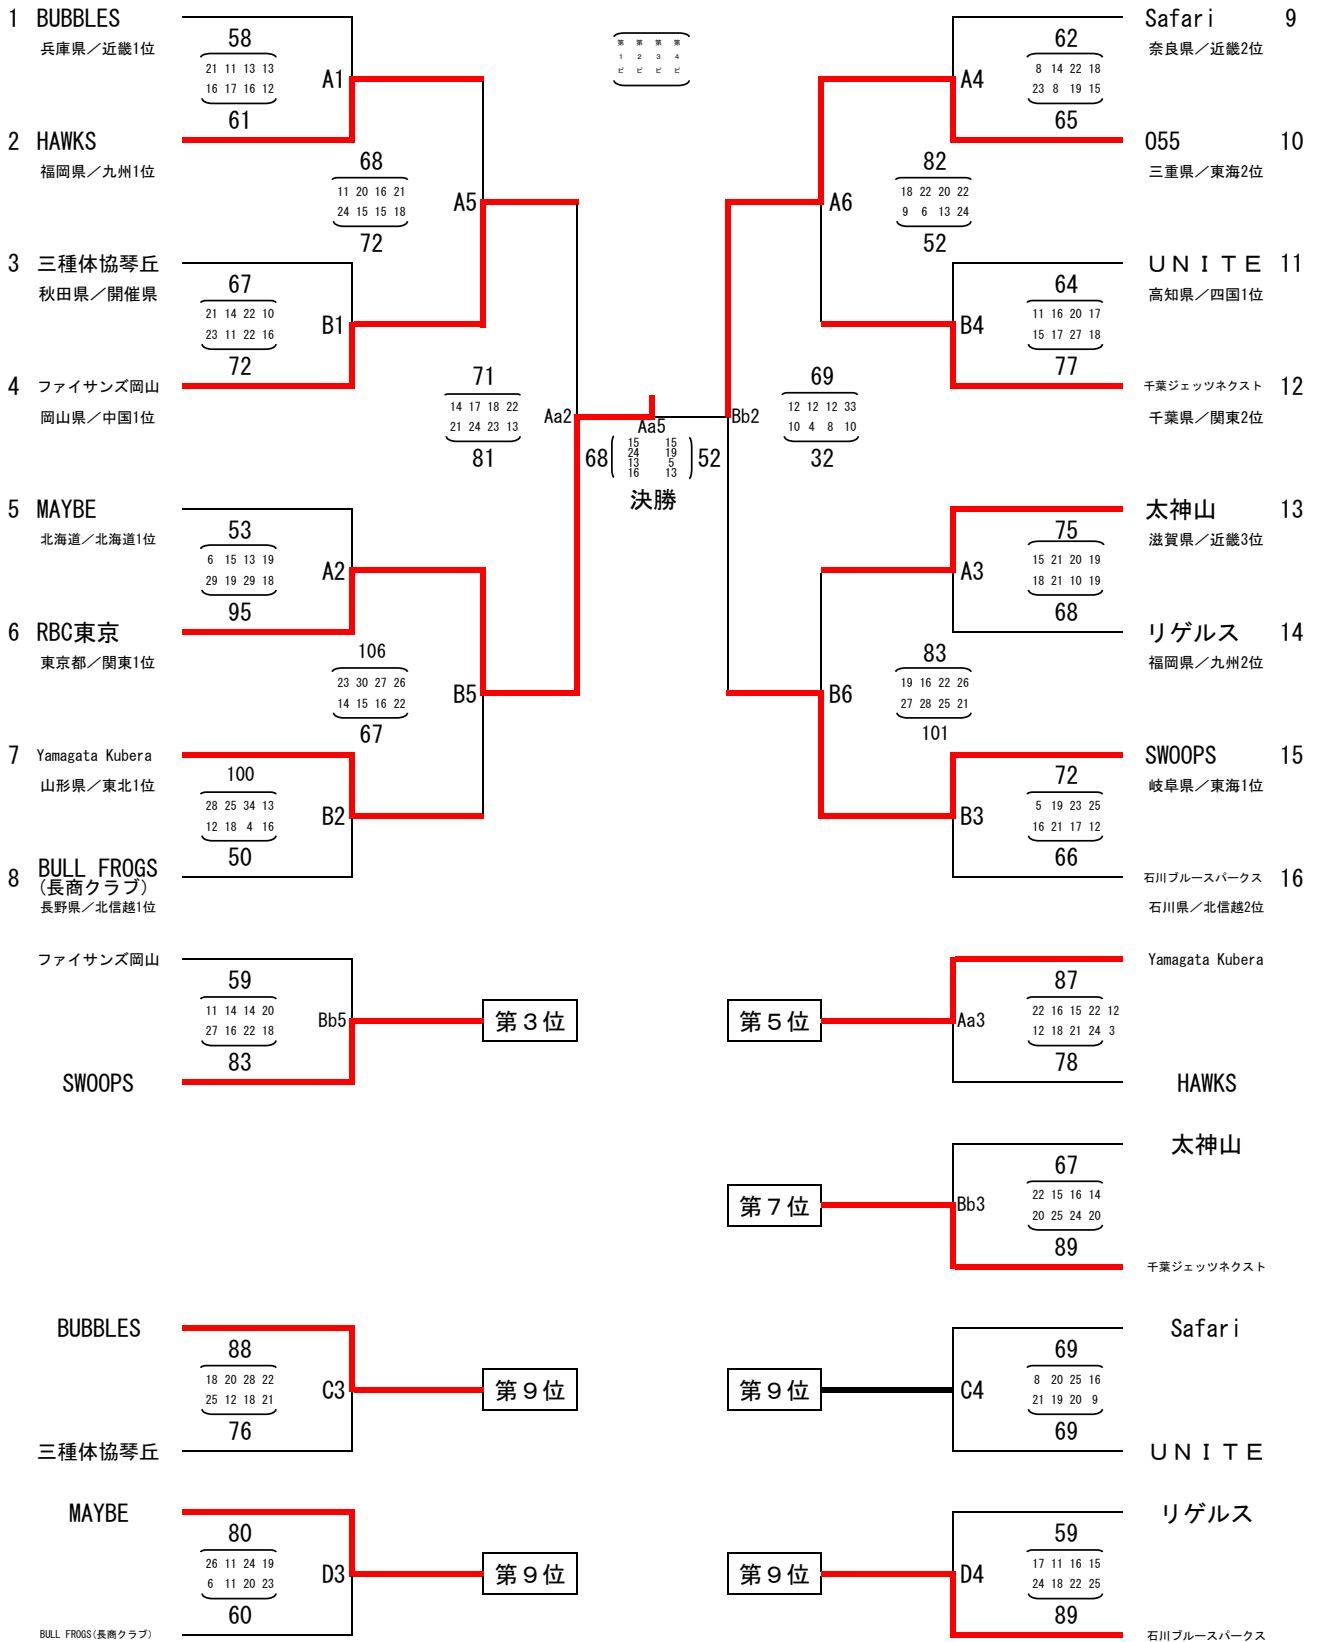 1 BUBBLES
兵庫県／近畿1位
58
21 11 13 13
16 17 16 12
61
A1
2 HAWKS
福岡県／九州1位
68
11 20 16 21
24 15 15 18
72
A5
3 三種体協琴丘
秋田県／開催県
67
21 14 22 10
23 11 22 16
72
B1
4 ファイサンズ岡山
岡山県／中国1位
71
14 17 18 22
21 24 23 13
81
Aa2
5 MAYBE
北海道／北海道1位
53
6 15 13 19
29 19 29 18
95
A2
6 RBC東京
東京都／関東1位
106
23 30 27 26
14 15 16 22
67
B5
7 Yamagata Kubera
山形県／東北1位
100
28 25 34 13
12 18 4 16
50
B2
8 BULL FROGS
(長商クラブ)
長野県／北信越1位
第 第 第 第
1 2 3 4
ピ ピ ピ ピ
Aa5
68
15 15
24 19
13 5
16 13
52
決勝
Safari 9
奈良県／近畿2位
62
8 14 22 18
23 8 19 15
65
A4
O55 10
三重県／東海2位
82
18 22 20 22
9 6 13 24
52
A6
ＵＮＩＴＥ 11
高知県／四国1位
64
11 16 20 17
15 17 27 18
77
B4
千葉ジェッツネクスト 12
千葉県／関東2位
69
12 12 12 33
10 4 8 10
32
Bb2
太神山 13
滋賀県／近畿3位
75
15 21 20 19
18 21 10 19
68
A3
リゲルス 14
福岡県／九州2位
83
19 16 22 26
27 28 25 21
101
B6
SWOOPS 15
岐阜県／東海1位
72
5 19 23 25
16 21 17 12
66
B3
石川ブルースパークス 16
石川県／北信越2位
ファイサンズ岡山
59
11 14 14 20
27 16 22 18
83
Bb5
第３位
SWOOPS
Yamagata Kubera
87
22 16 15 22 12
12 18 21 24 3
78
Aa3
第５位
HAWKS
太神山
67
22 15 16 14
20 25 24 20
89
Bb3
第７位
千葉ジェッツネクスト
BUBBLES
88
18 20 28 22
25 12 18 21
76
C3
第９位
三種体協琴丘
Safari
69
8 20 25 16
21 19 20 9
69
C4
第９位
ＵＮＩＴＥ
MAYBE
80
26 11 24 19
6 11 20 23
60
D3
第９位
BULL FROGS(長商クラブ)
リゲルス
59
17 11 16 15
24 18 22 25
89
D4
第９位
石川ブルースパークス